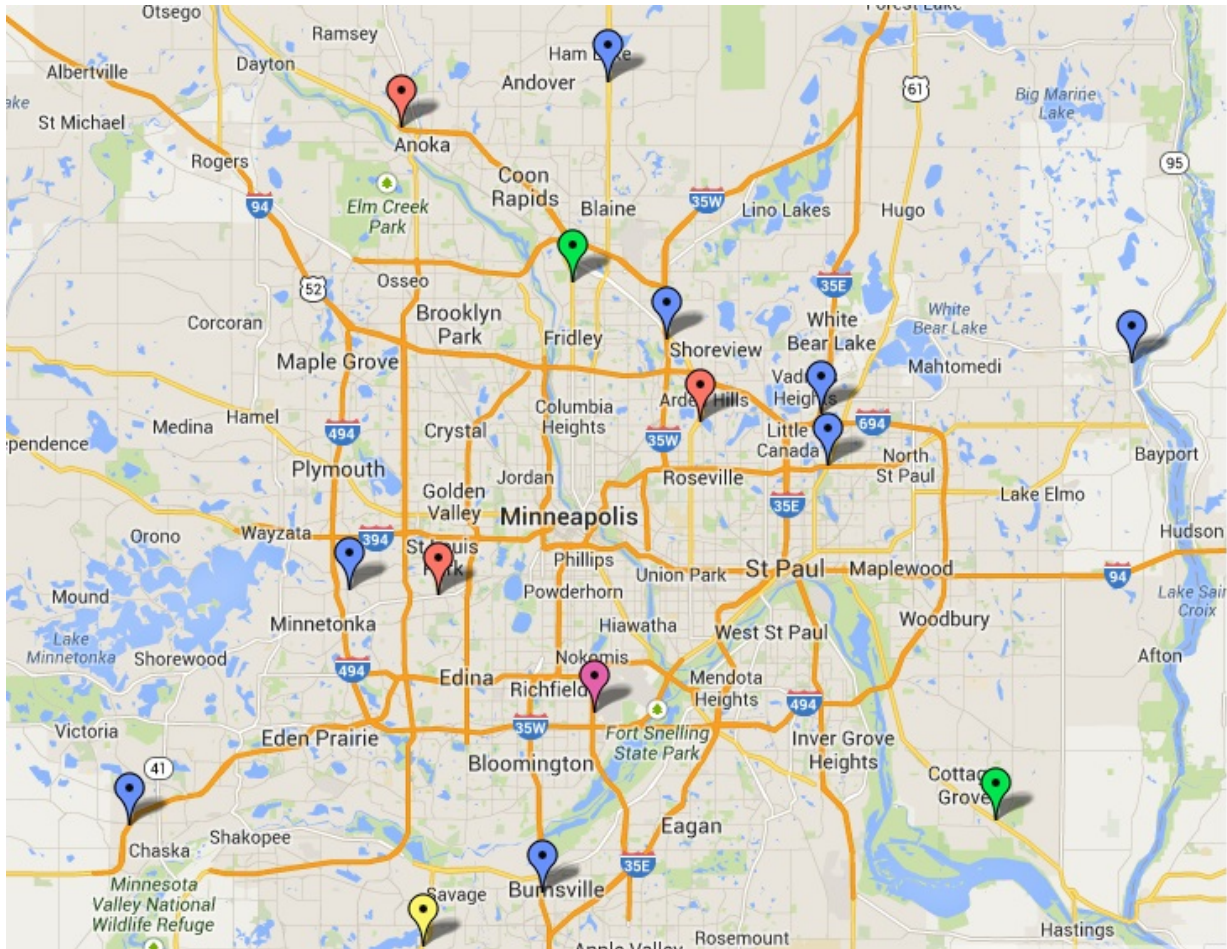 Otsego
Forest Lake
Ramsey
Ham Lake
Dayton
Andover
Albertville
61
Big Marine
Lake
St Michael
Anoka
95
Rogers
Coon
Rapids
94
Elm Creek
Park
Blaine
35W
Lino Lakes
Hugo
Osseo
52
35E
Corcoran
Brooklyn
Park
White
Bear Lake
White
Bear Lake
Fridley
Shoreview
Maple Grove
Mahtomedi
Vad
Heights
Arde Hills
Hamel
Columbia
Heights
Medina
494
Crystal
35W
Little
Canada
694
pendence
North
St Paul
Bayport
Plymouth
Jordan
Roseville
Golden
Valley
Lake Elmo
35E
Minneapolis
Orono
Wayzata
394
Hudson
St Louis
Park
Phillips
Union Park
St Paul
Maplewood
94
Mound
Powderhorn
Lake Sain
Croix
Minnetonka
Hiawatha
West St Paul
Woodbury
Lake
Minnetonka
Shorewood
Nokomis
Afton
494
Edina
Richfield
Mendota
Heights
494
Victoria
Eden Prairie
35W
Fort Snelling
State Park
Inver Grove
Heights
41
Bloomington
Cottag
Grove
Shakopee
Eagan
Chaska
35E
Minnesota
Valley National
Wildlife Refuge
Savage
Burnsville
Apple Valley
Rosemount
Hastings